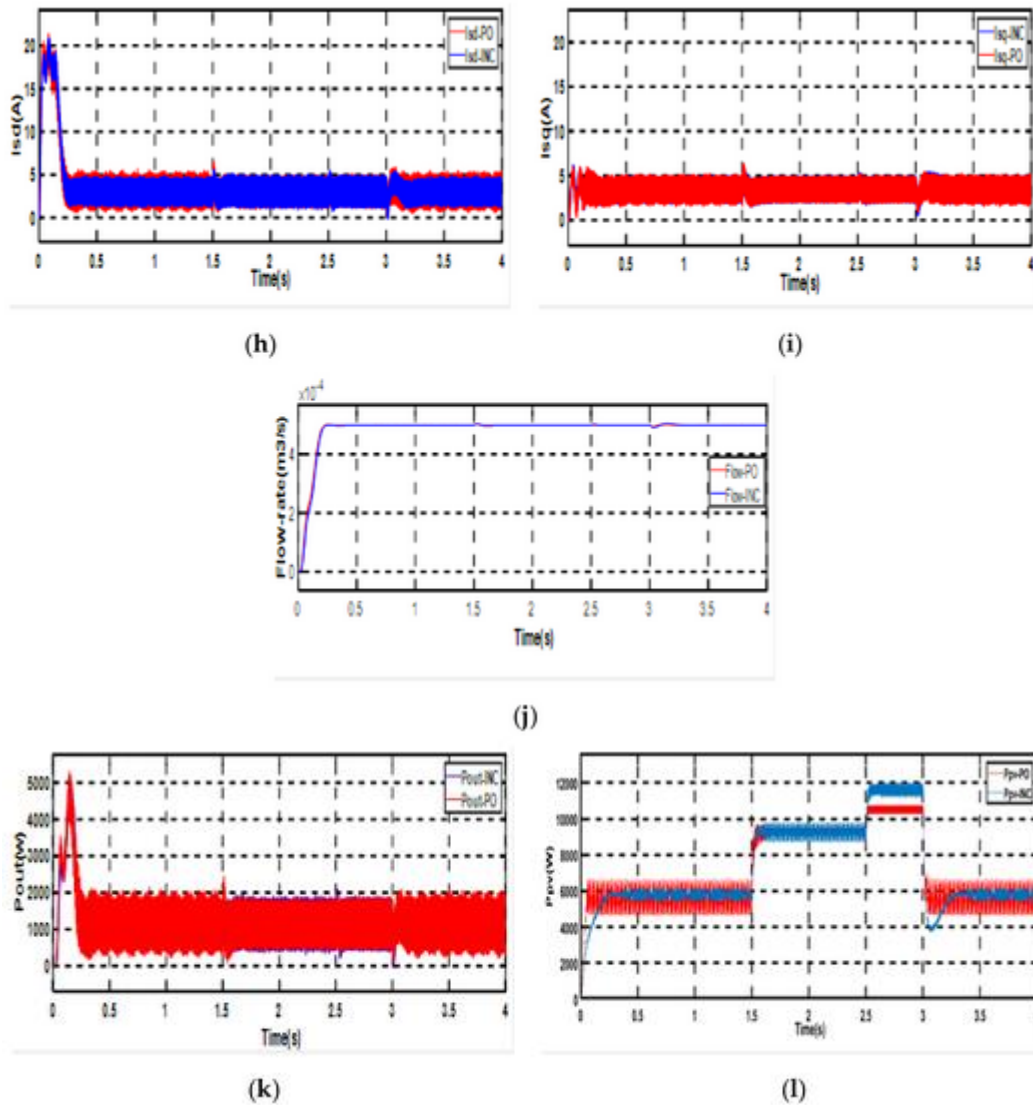 Isd(A)
20
15
10
5
0
Isd-PO
Isd-INC
0 0.5 1 1.5 2 2.5 3 3.5 4
Time(s)
(h)
Isq(A)
20
15
10
5
0
Isq-INC
Isq-PO
0 0.5 1 1.5 2 2.5 3 3.5 4
Time(s)
(i)
×10⁻⁴
Flow-rate(m3/s)
4
2
0
Flow-PO
Flow-INC
0 0.5 1 1.5 2 2.5 3 3.5 4
Time(s)
(j)
Pout(W)
5000
4000
3000
2000
1000
0
Pout-INC
Pout-PO
0 0.5 1 1.5 2 2.5 3 3.5 4
Time(s)
(k)
Ppv(W)
12000
10000
8000
6000
4000
2000
0
Ppv-PO
Ppv-INC
0 0.5 1 1.5 2 2.5 3 3.5 4
Time(s)
(l)